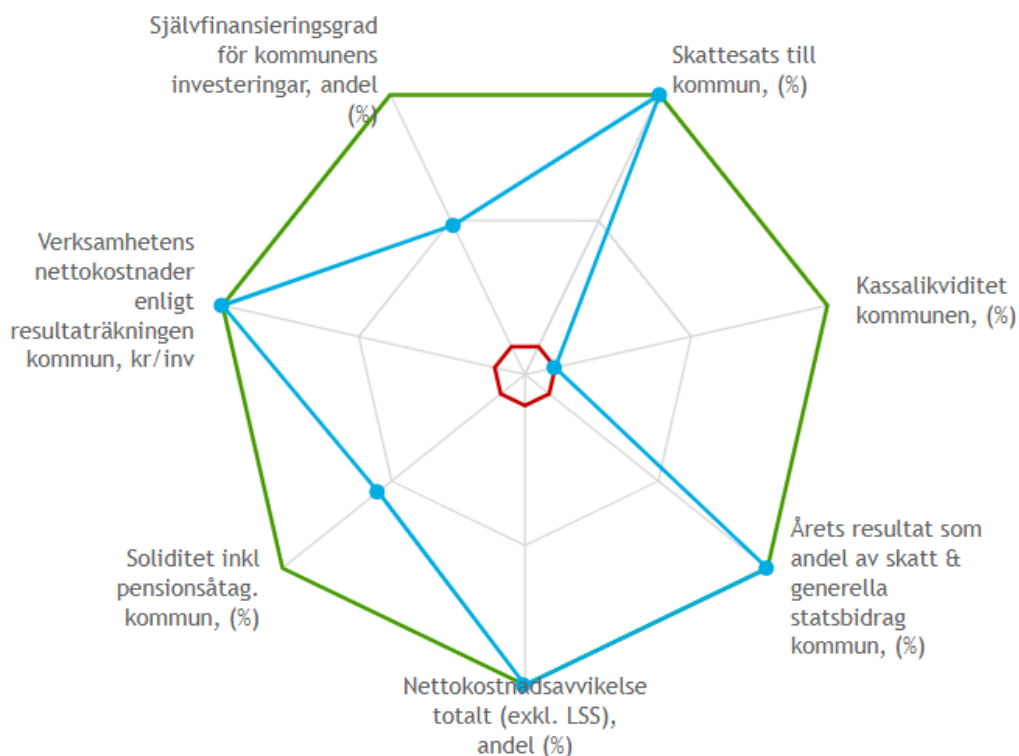 Självfinansieringsgrad
för kommunens
investeringar, andel
(%)
Skattesats till
kommun, (%)
Verksamhetens
nettokostnader
enligt
resultaträkningen
kommun, kr/inv
Kassalikviditet
kommunen, (%)
Soliditet inkl
pensionsåtag.
kommun, (%)
Årets resultat som
andel av skatt &
generella
statsbidrag
kommun, (%)
Nettokostnadsavvikelse
totalt (exkl. LSS),
andel (%)